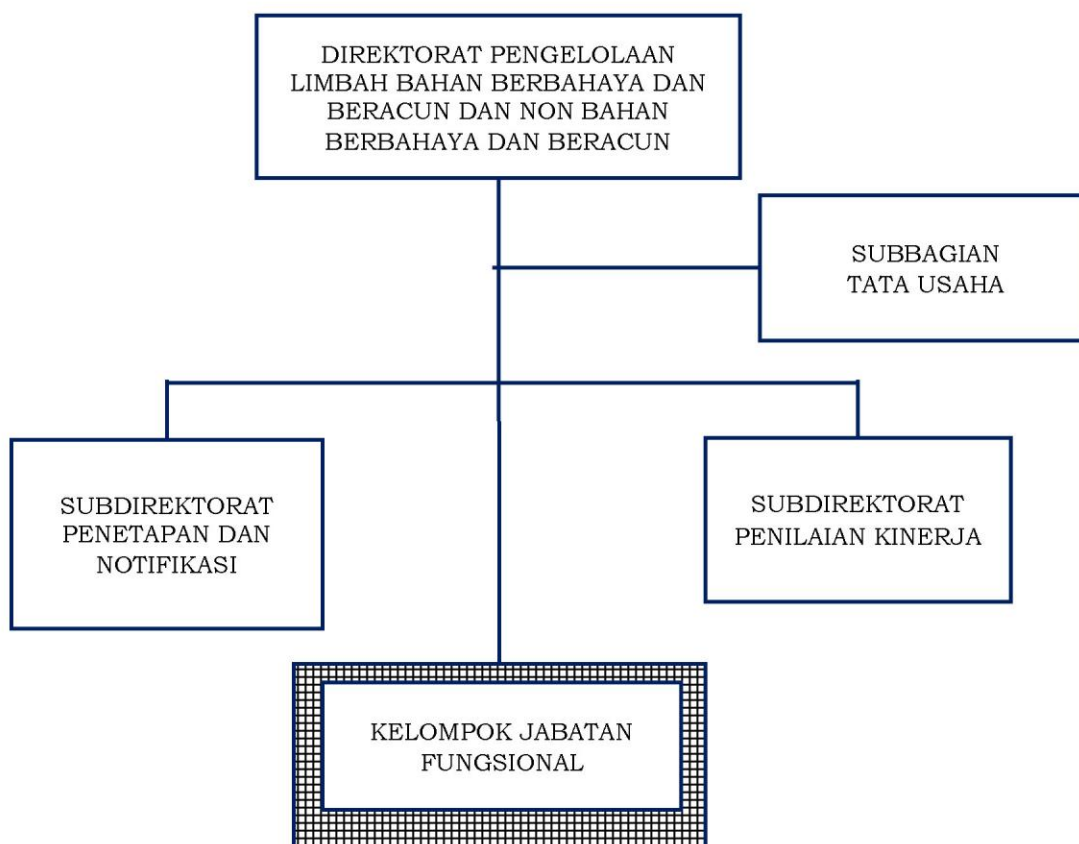 DIREKTORAT PENGELOLAAN
LIMBAH BAHAN BERBAHAYA DAN
BERACUN DAN NON BAHAN
BERBAHAYA DAN BERACUN
SUBBAGIAN
TATA USAHA
SUBDIREKTORAT
PENETAPAN DAN
NOTIFIKASI
SUBDIREKTORAT
PENILAIAN KINERJA
KELOMPOK JABATAN
FUNGSIONAL